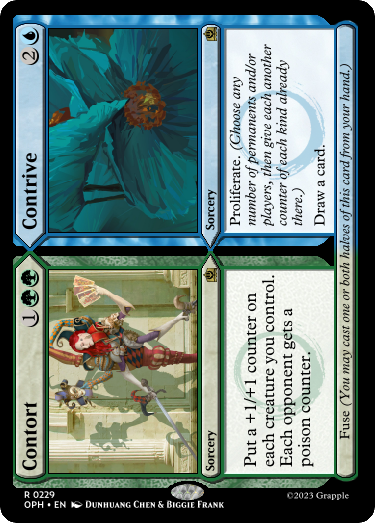 Contort 1
Sorcery
Put a +1/+1 counter on
each creature you control.
Each opponent gets a
poison counter.
Contrive 2
Sorcery
Proliferate. (Choose any
number of permanents and/or
players, then give each another
counter of each kind already
there.)
Draw a card.
Fuse (You may cast one or both halves of this card from your hand.)
R 0229
OPH • EN Dunhuang Chen & Biggie Frank
©2023 Grapple